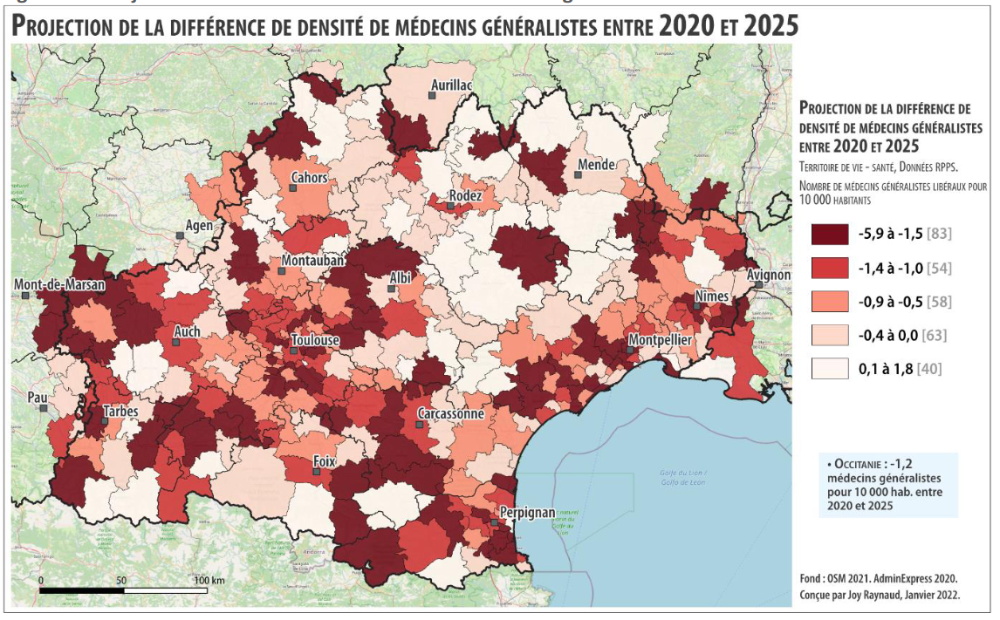 PROJECTION DE LA DIFFÉRENCE DE DENSITÉ DE MÉDECINS GÉNÉRALISTES ENTRE 2020 ET 2025
Aurillac
Mende
Cahors
Rodez
Agen
Montauban
Mont-de-Marsan
Albi
Avignon
Nîmes
Auch
Toulouse
Montpellier
Pau
Tarbes
Carcassonne
Foix
Golfe du Lion /
Golfo de León
Perpignan
Andorra
0 50 100 km
PROJECTION DE LA DIFFÉRENCE DE
DENSITÉ DE MÉDECINS GÉNÉRALISTES
ENTRE 2020 ET 2025
TERRITOIRE DE VIE – SANTÉ, DONNÉES RPPS.
NOMBRE DE MÉDECINS GÉNÉRALISTES LIBÉRAUX POUR
10 000 HABITANTS
-5,9 à -1,5 [83]
-1,4 à -1,0 [54]
-0,9 à -0,5 [58]
-0,4 à 0,0 [63]
0,1 à 1,8 [40]
• OCCITANIE : -1,2
médecins généralistes
pour 10 000 hab. entre
2020 et 2025
Fond : OSM 2021. AdminExpress 2020.
Conçue par Joy Raynaud, Janvier 2022.